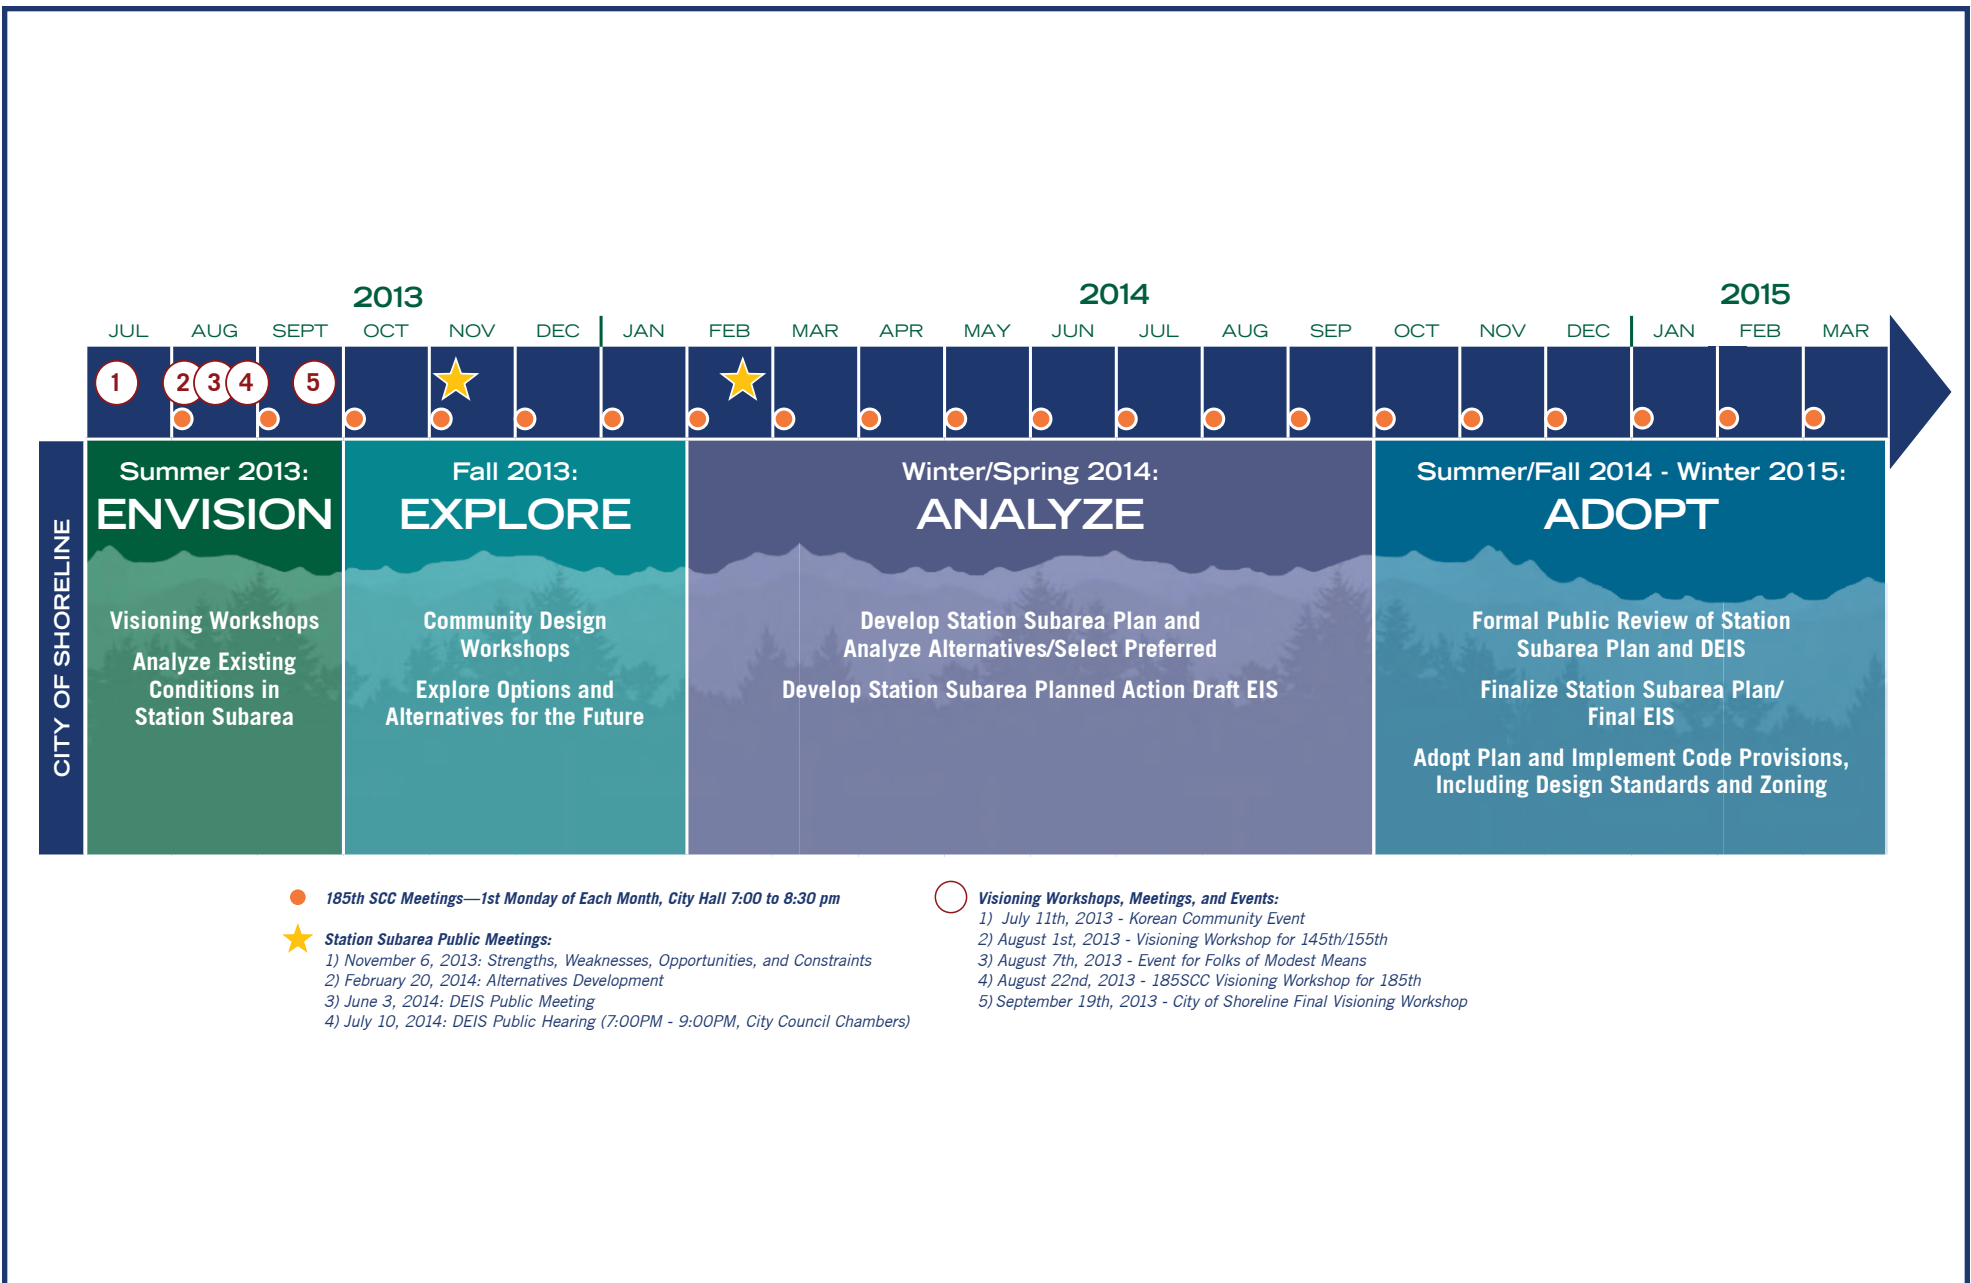 2013
2014
2015
JUL AUG SEPT OCT NOV DEC JAN FEB MAR APR MAY JUN JUL AUG SEP OCT NOV DEC JAN FEB MAR
1 2 3 4 5
CITY OF SHORELINE
Summer 2013:
ENVISION
Visioning Workshops
Analyze Existing
Conditions in
Station Subarea
Fall 2013:
EXPLORE
Community Design
Workshops
Explore Options and
Alternatives for the Future
Winter/Spring 2014:
ANALYZE
Develop Station Subarea Plan and
Analyze Alternatives/Select Preferred
Develop Station Subarea Planned Action Draft EIS
Summer/Fall 2014 - Winter 2015:
ADOPT
Formal Public Review of Station
Subarea Plan and DEIS
Finalize Station Subarea Plan/
Final EIS
Adopt Plan and Implement Code Provisions,
Including Design Standards and Zoning
185th SCC Meetings—1st Monday of Each Month, City Hall 7:00 to 8:30 pm
Station Subarea Public Meetings:
1) November 6, 2013: Strengths, Weaknesses, Opportunities, and Constraints
2) February 20, 2014: Alternatives Development
3) June 3, 2014: DEIS Public Meeting
4) July 10, 2014: DEIS Public Hearing (7:00PM - 9:00PM, City Council Chambers)
Visioning Workshops, Meetings, and Events:
1) July 11th, 2013 - Korean Community Event
2) August 1st, 2013 - Visioning Workshop for 145th/155th
3) August 7th, 2013 - Event for Folks of Modest Means
4) August 22nd, 2013 - 185SCC Visioning Workshop for 185th
5) September 19th, 2013 - City of Shoreline Final Visioning Workshop